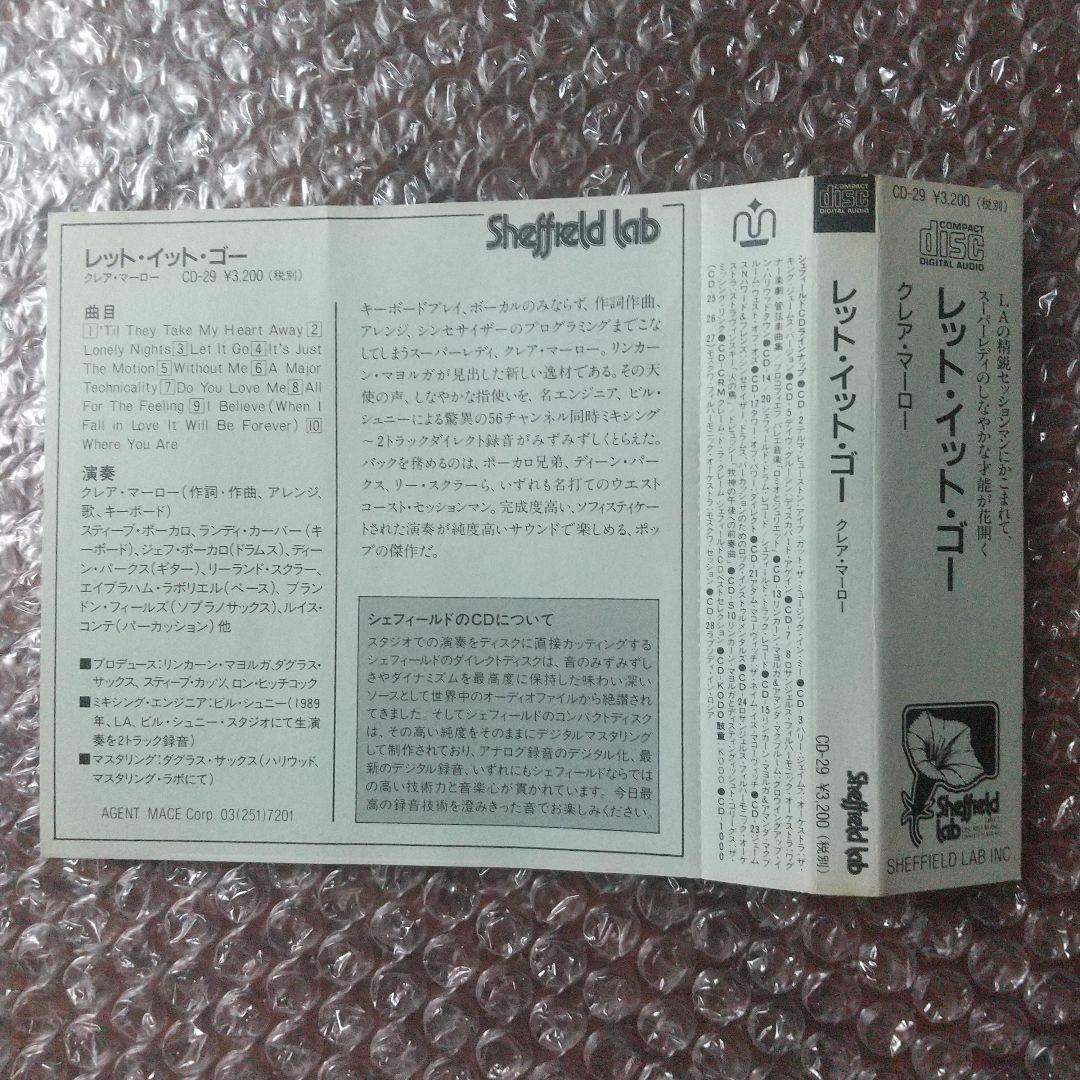 Sheffield Lab
レット・イット・ゴー
クレア・マーロー CD-29 ¥3,200（税別）
曲目
1 'Til They Take My Heart Away 2
Lonely Nights 3 Let It Go 4 It's Just
The Motion 5 Without Me 6 A Major
Technicality 7 Do You Love Me 8 All
For The Feeling 9 I Believe (When I
Fall in Love It Will Be Forever) 10
Where You Are
演奏
クレア・マーロー（作詞・作曲、アレンジ、
歌、キーボード）
スティーブ・ポーカロ、ランディ・カーバー（キ
ーボード）、ジェフ・ポーカロ（ドラムス）、ディー
ン・パークス（ギター）、リーランド・スクラー、
エイブラハム・ラボリエル（ベース）、ブラン
ドン・フィールズ（ソプラノサックス）、ルイス・
コンテ（パーカッション）他
■プロデュース：リンカーン・マヨルガ、ダグラス・
サックス、スティーブ・カッツ、ロン・ヒッチコック
■ミキシング・エンジニア：ビル・シュニー（1989
年、LA、ビル・シュニー・スタジオにて生演
奏を2トラック録音）
■マスタリング：ダグラス・サックス（ハリウッド、
マスタリング・ラボにて）
AGENT MACE Corp. 03(251)7201
キーボードプレイ、ボーカルのみならず、作詞作曲、
アレンジ、シンセサイザーのプログラミングまでこな
してしまうスーパーレディ、クレア・マーロー。リンカー
ン・マヨルガが見出した新しい逸材である。その天
使の声、しなやかな指使いを、名エンジニア、ビル・
シュニーによる驚異の56チャンネル同時ミキシング
～2トラックダイレクト録音がみずみずしくとらえた。
バックを務めるのは、ポーカロ兄弟、ディーン・パー
クス、リー・スクラーら、いずれも名打てのウエスト
コースト・セッションマン。完成度高い、ソフィスティケー
トされた演奏が純度高いサウンドで楽しめる、ポッ
プの傑作だ。
シェフィールドのCDについて
スタジオでの演奏をディスクに直接カッティングする
シェフィールドのダイレクトディスクは、音のみずみずし
さやダイナミズムを最高度に保持した味わい深い
ソースとして世界中のオーディオファイルから絶讃され
てきました。そしてシェフィールドのコンパクトディスク
は、その高い純度をそのままにデジタルマスタリング
して制作されており、アナログ録音のデジタル化、最
新のデジタル録音、いずれにもシェフィールドならでは
の高い技術力と音楽心が貫かれています。今日最
高の録音技術を澄みきった音でお楽しみください。
COMPACT
disc
DIGITAL AUDIO
レット・イット・ゴー クレア・マーロー
CD-29 ¥3,200（税別）
Sheffield Lab
CD-29 ¥3,200（税別）
COMPACT
disc
DIGITAL AUDIO
L.A.の精鋭セッションマンにかこまれて、
スーパーレディのしなやかな才能が花開く
レット・イット・ゴー
クレア・マーロー
Sheffield
Lab
SHEFFIELD LAB INC